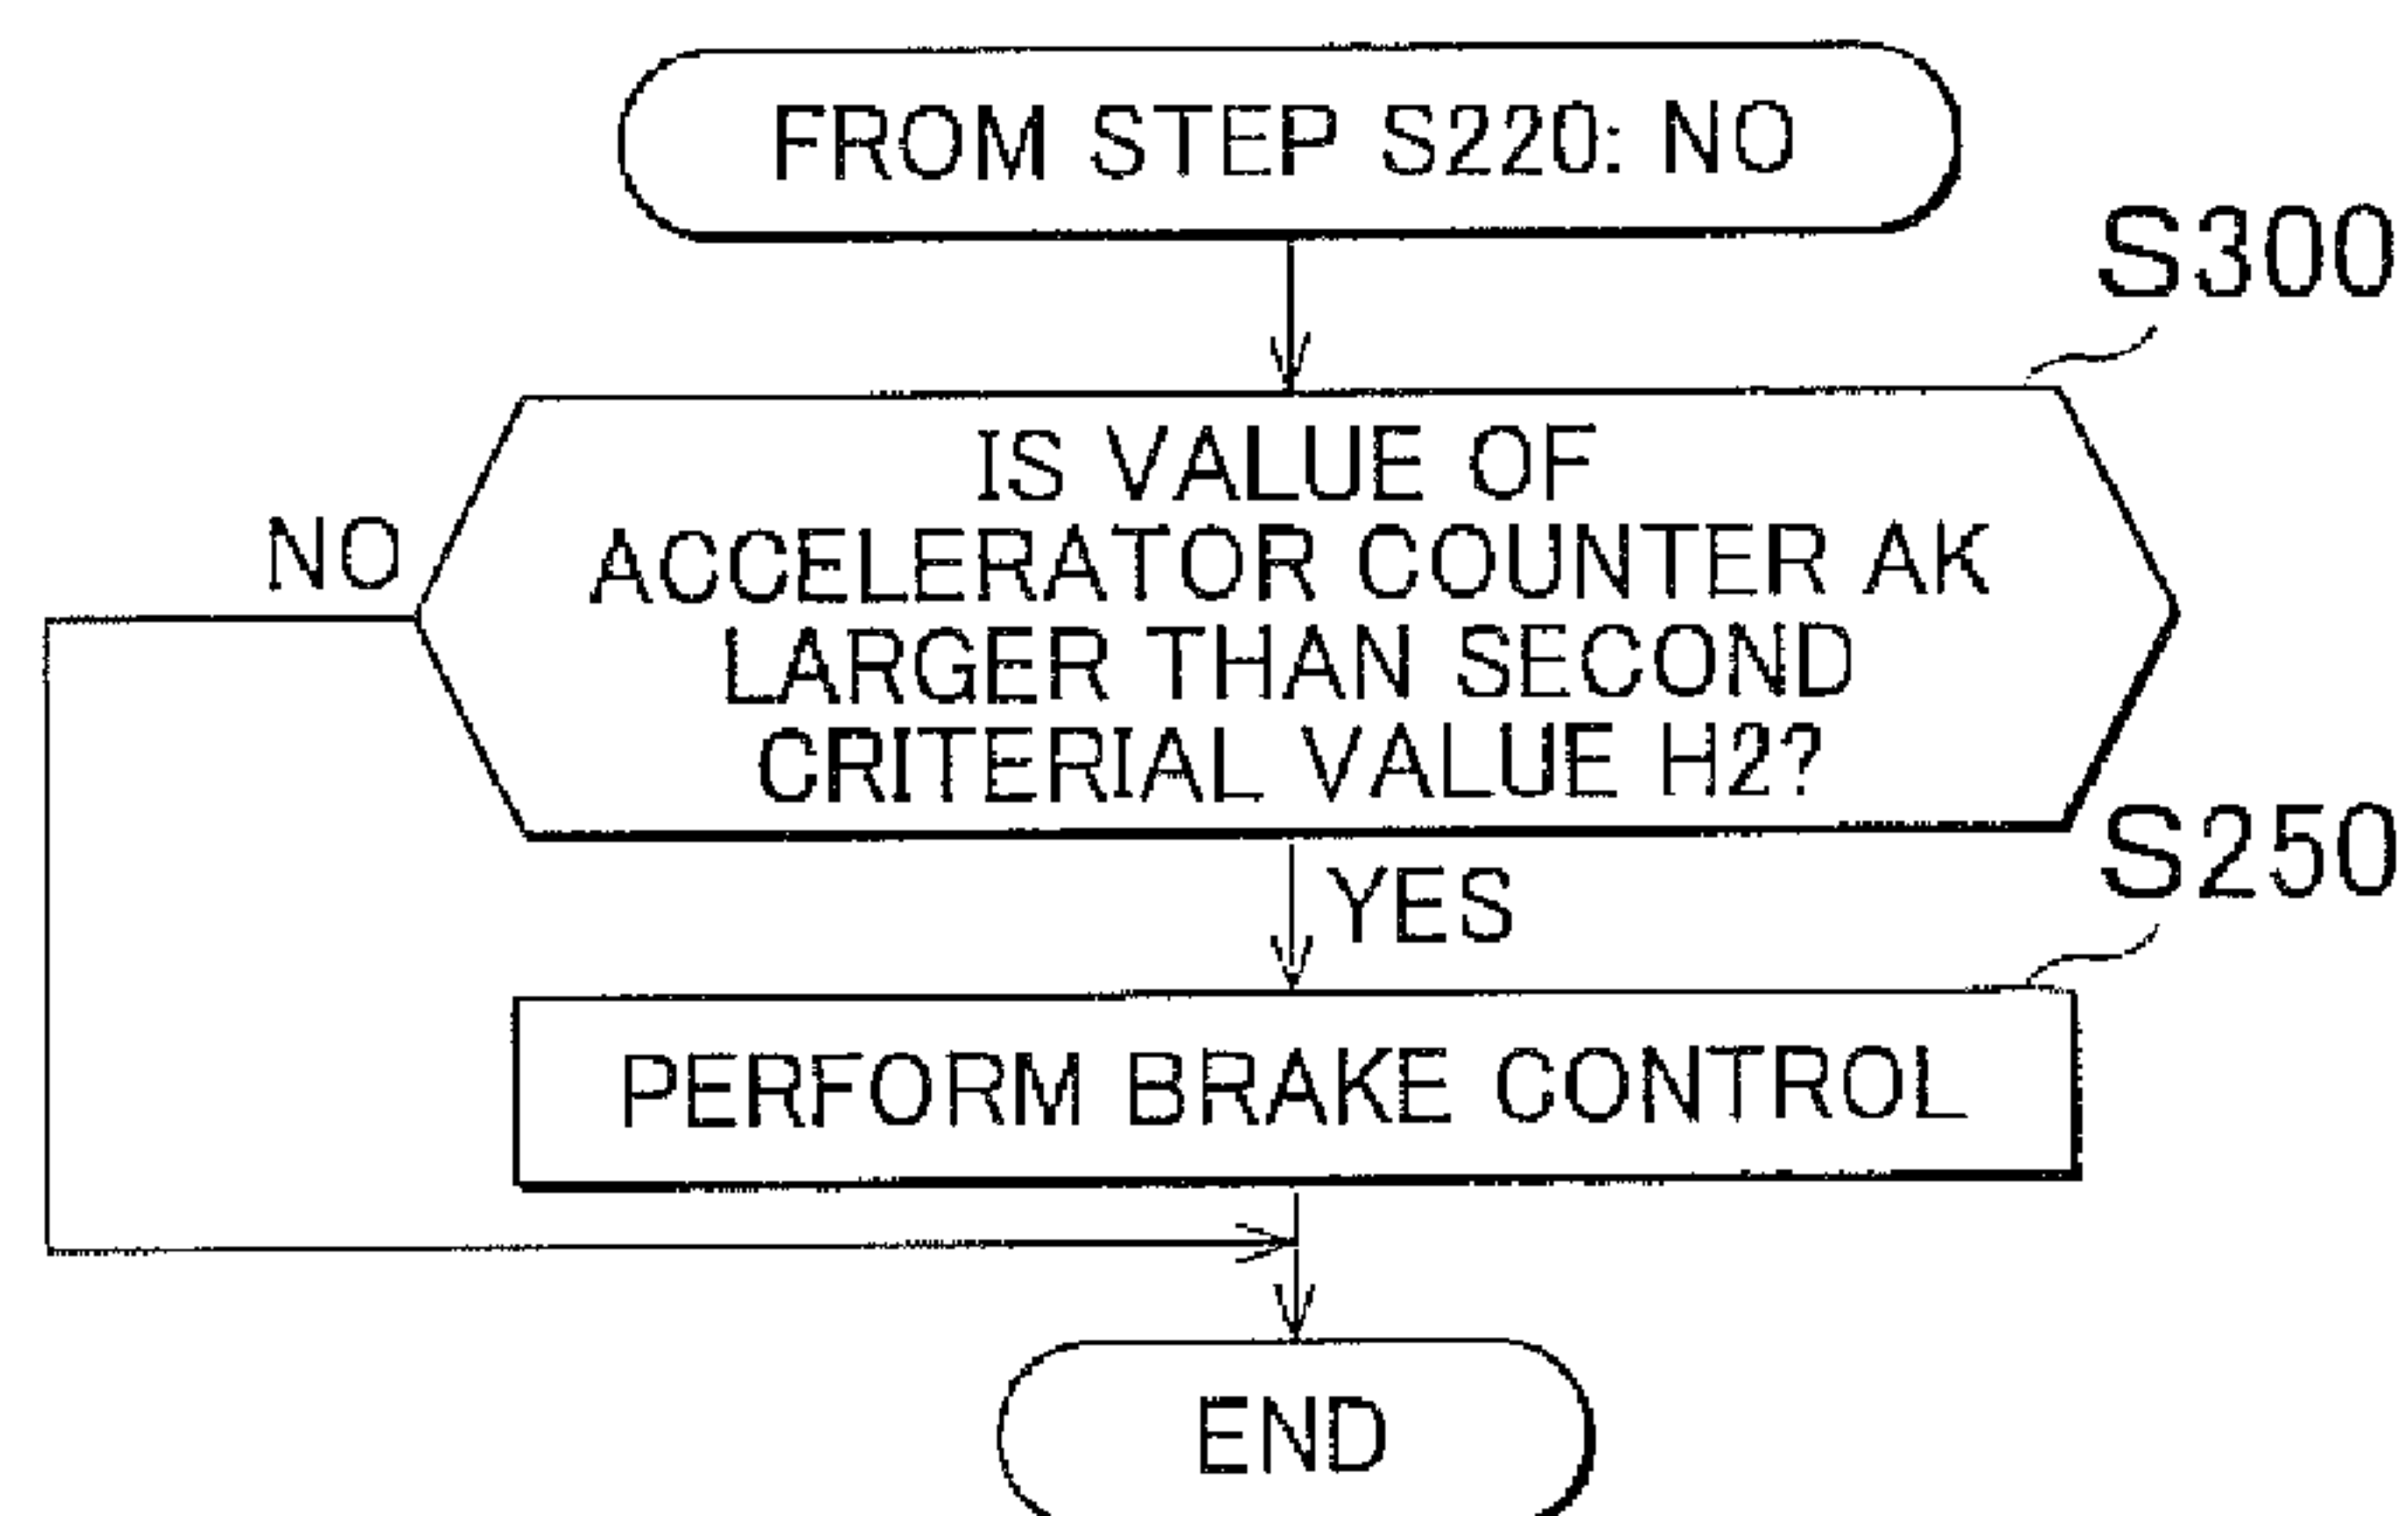 FROM STEP S220: NO
S300
IS VALUE OF
ACCELERATOR COUNTER AK
LARGER THAN SECOND
CRITERIAL VALUE H2?
NO
YES
S250
PERFORM BRAKE CONTROL
END